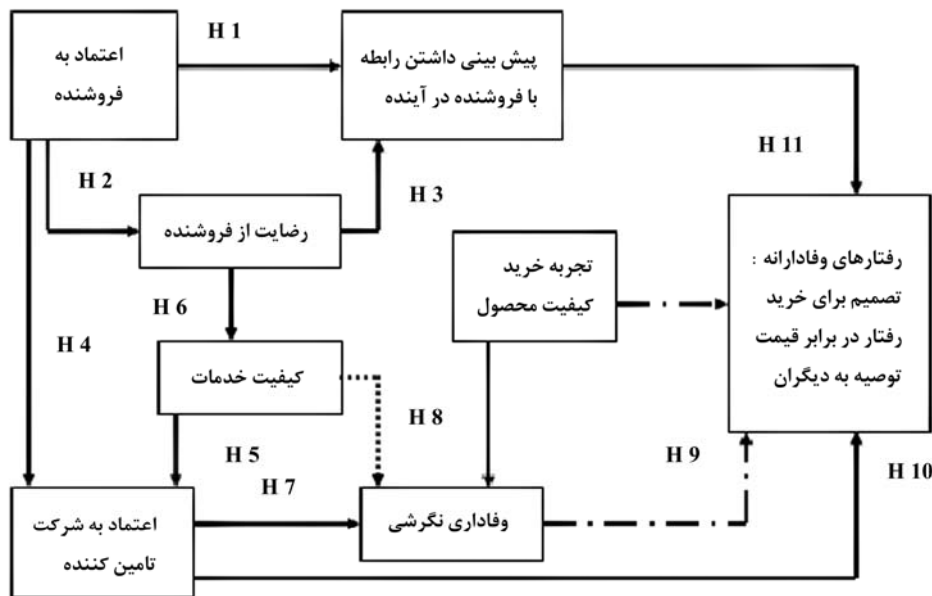 اعتماد به
فروشنده
H 1
پیش بینی داشتن رابطه
با فروشنده در آینده
H 11
H 2
H 3
رضایت از فروشنده
تجربه خرید
کیفیت محصول
رفتارهای وفادارانه :
تصمیم برای خرید
رفتار در برابر قیمت
توصیه به دیگران
H 6
H 4
کیفیت خدمات
H 8
H 5
H 7
H 9
H 10
اعتماد به شرکت
تامین کننده
وفاداری نگرشی